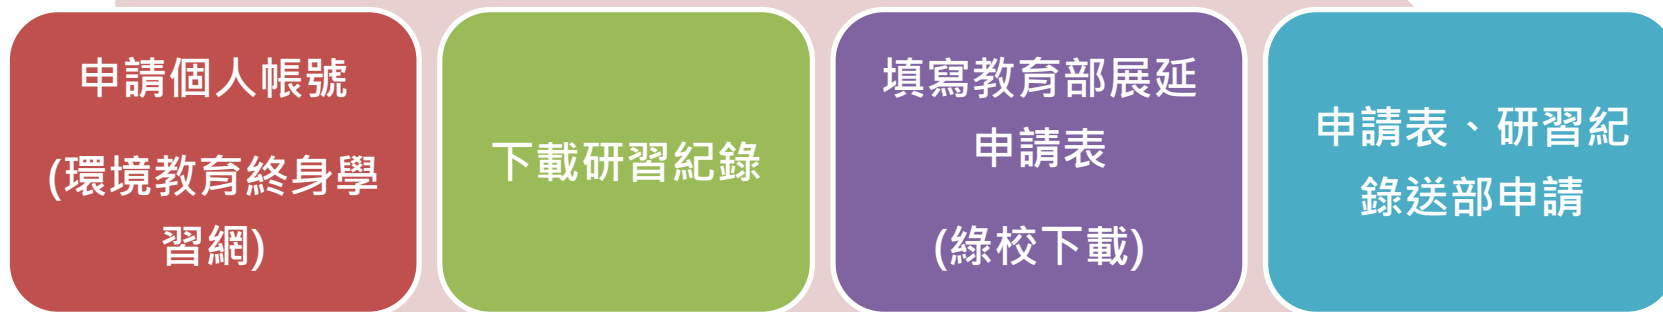 申請個人帳號
(環境教育終身學
習網)
下載研習紀錄
填寫教育部展延
申請表
(綠校下載)
申請表、研習紀
錄送部申請